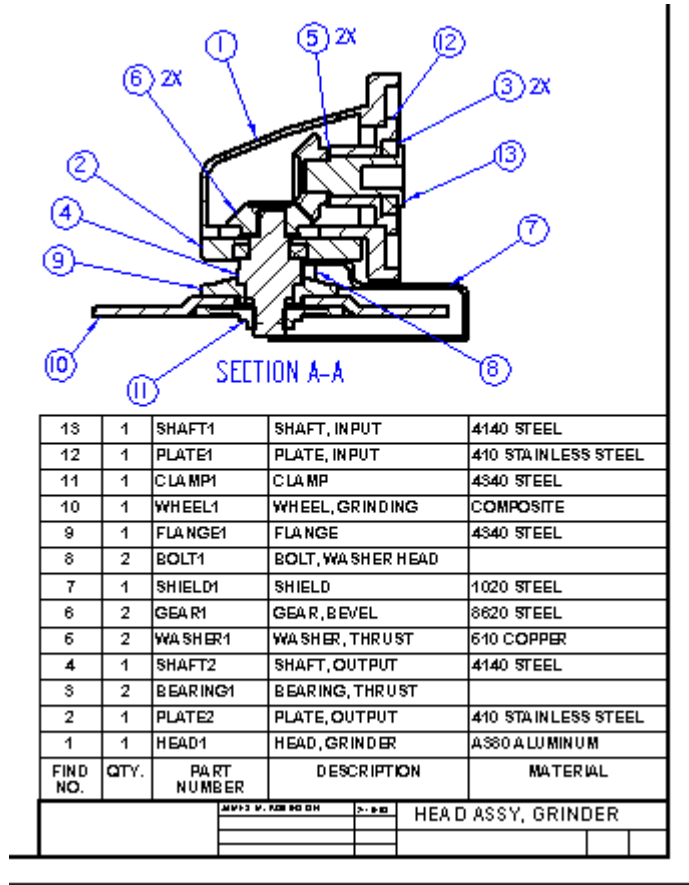 1
5 2X
12
6 2X
3 2X
2
13
4
7
9
10
11
8
SECTION A-A
13 1 SHAFT1 SHAFT, INPUT 4140 STEEL
12 1 PLATE1 PLATE, INPUT 410 STAINLESS STEEL
11 1 CLAMP1 CLAMP 4340 STEEL
10 1 WHEEL1 WHEEL, GRINDING COMPOSITE
9 1 FLANGE1 FLANGE 4340 STEEL
8 2 BOLT1 BOLT, WASHER HEAD
7 1 SHIELD1 SHIELD 1020 STEEL
6 2 GEAR1 GEAR, BEVEL 8620 STEEL
5 2 WASHER1 WASHER, THRUST 510 COPPER
4 1 SHAFT2 SHAFT, OUTPUT 4140 STEEL
3 2 BEARING1 BEARING, THRUST
2 1 PLATE2 PLATE, OUTPUT 410 STAINLESS STEEL
1 1 HEAD1 HEAD, GRINDER A380 ALUMINUM
FIND NO. QTY. PART NUMBER DESCRIPTION MATERIAL
HEAD ASSY, GRINDER